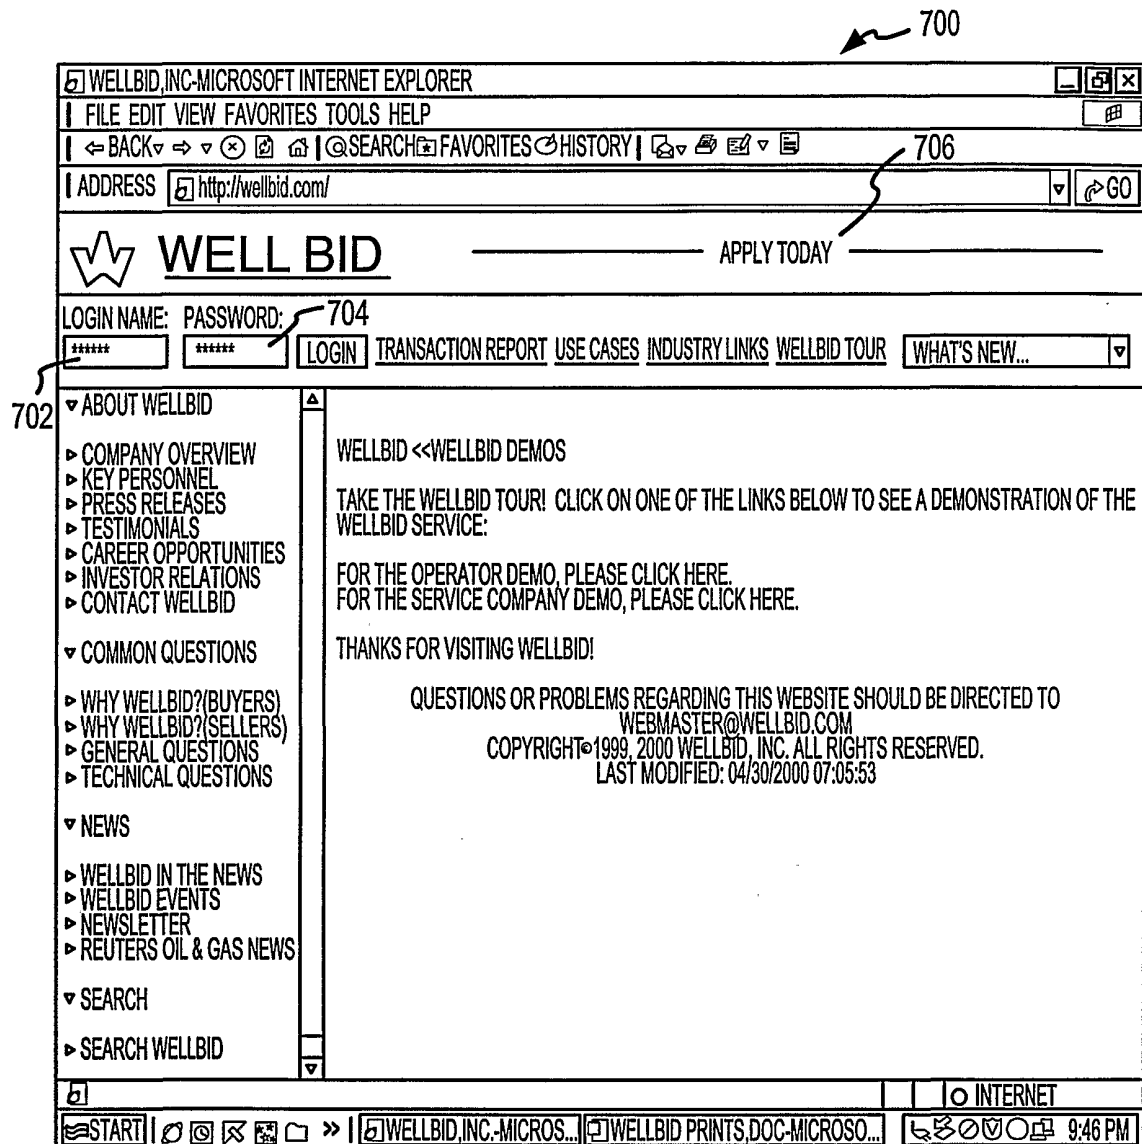 700
WELLBID,INC-MICROSOFT INTERNET EXPLORER
FILE EDIT VIEW FAVORITES TOOLS HELP
BACK SEARCH FAVORITES HISTORY
706
ADDRESS http://wellbid.com/ GO
WELL BID APPLY TODAY
LOGIN NAME: PASSWORD: 704
****** ****** LOGIN TRANSACTION REPORT USE CASES INDUSTRY LINKS WELLBID TOUR WHAT'S NEW...
702
ABOUT WELLBID
COMPANY OVERVIEW
KEY PERSONNEL
PRESS RELEASES
TESTIMONIALS
CAREER OPPORTUNITIES
INVESTOR RELATIONS
CONTACT WELLBID
COMMON QUESTIONS
WHY WELLBID?(BUYERS)
WHY WELLBID?(SELLERS)
GENERAL QUESTIONS
TECHNICAL QUESTIONS
NEWS
WELLBID IN THE NEWS
WELLBID EVENTS
NEWSLETTER
REUTERS OIL & GAS NEWS
SEARCH
SEARCH WELLBID
WELLBID <<WELLBID DEMOS
TAKE THE WELLBID TOUR! CLICK ON ONE OF THE LINKS BELOW TO SEE A DEMONSTRATION OF THE
WELLBID SERVICE:
FOR THE OPERATOR DEMO, PLEASE CLICK HERE.
FOR THE SERVICE COMPANY DEMO, PLEASE CLICK HERE.
THANKS FOR VISITING WELLBID!
QUESTIONS OR PROBLEMS REGARDING THIS WEBSITE SHOULD BE DIRECTED TO
WEBMASTER@WELLBID.COM
COPYRIGHT©1999, 2000 WELLBID, INC. ALL RIGHTS RESERVED.
LAST MODIFIED: 04/30/2000 07:05:53
INTERNET
START » WELLBID,INC.-MICROS... WELLBID PRINTS,DOC-MICROSO... 9:46 PM